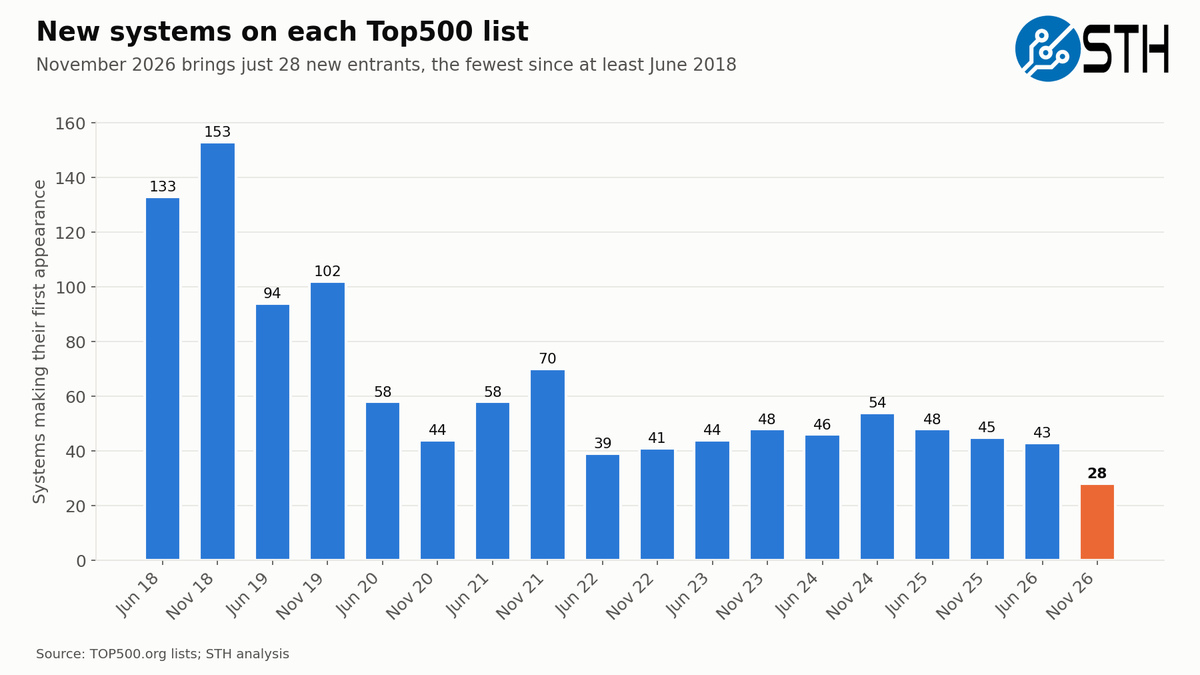 New systems on each Top500 list
November 2026 brings just 28 new entrants, the fewest since at least June 2018
STH
Systems making their first appearance
160
140
120
100
80
60
40
20
0
133
153
94
102
58
44
58
70
39
41
44
48
46
54
48
45
43
28
Jun 18
Nov 18
Jun 19
Nov 19
Jun 20
Nov 20
Jun 21
Nov 21
Jun 22
Nov 22
Jun 23
Nov 23
Jun 24
Nov 24
Jun 25
Nov 25
Jun 26
Nov 26
Source: TOP500.org lists; STH analysis